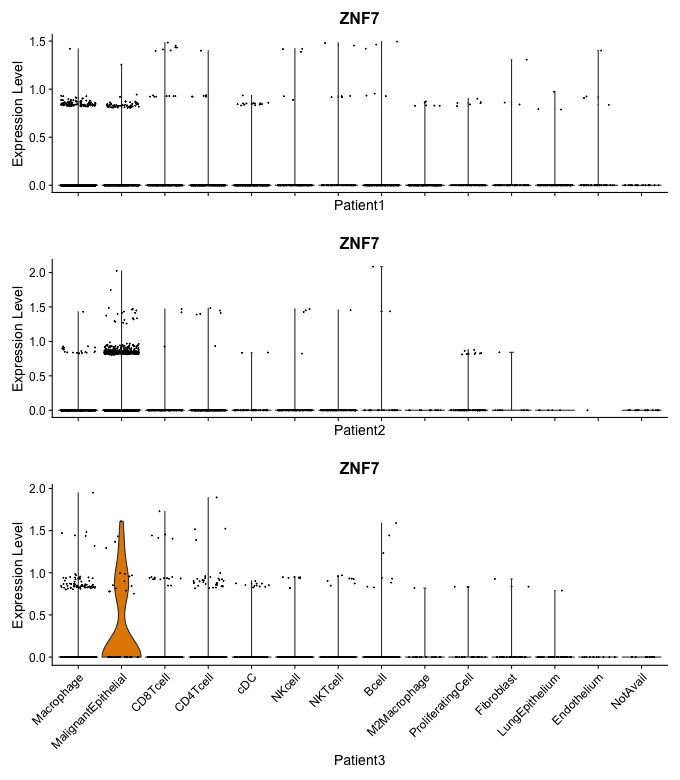 ZNF7
Expression Level
1.5
1.0
0.5
0.0
Patient1
ZNF7
Expression Level
2.0
1.5
1.0
0.5
0.0
Patient2
ZNF7
Expression Level
2.0
1.5
1.0
0.5
0.0
Macrophage
MalignantEpithelial
CD8Tcell
CD4Tcell
cDC
NKcell
NKTcell
Bcell
M2Macrophage
ProliferatingCell
Fibroblast
LungEpithelium
Endothelium
NotAvail
Patient3